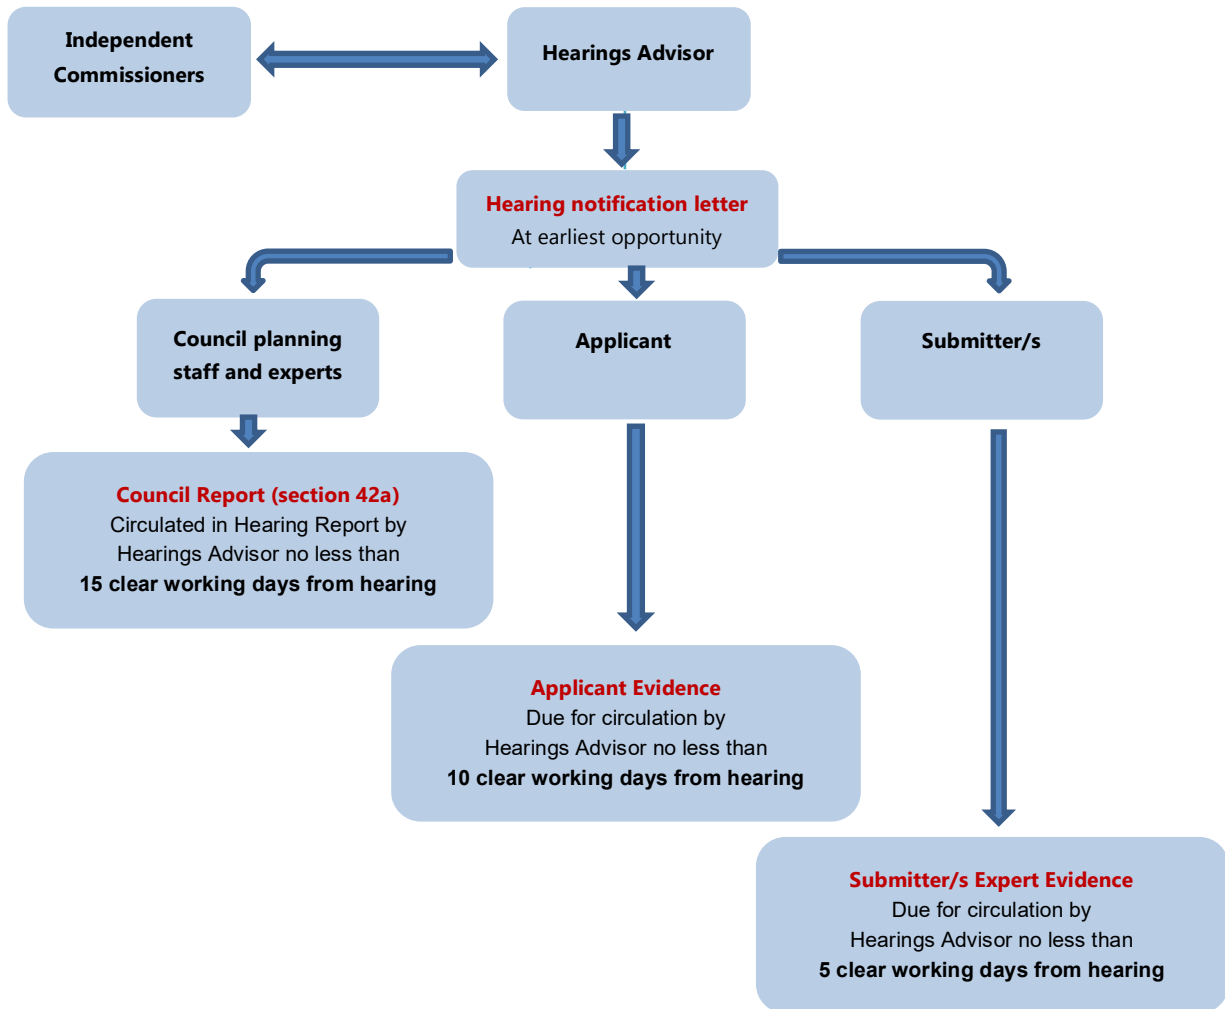 Independent
Commissioners
Hearings Advisor
Hearing notification letter
At earliest opportunity
Council planning
staff and experts
Applicant
Submitter/s
Council Report (section 42a)
Circulated in Hearing Report by
Hearings Advisor no less than
15 clear working days from hearing
Applicant Evidence
Due for circulation by
Hearings Advisor no less than
10 clear working days from hearing
Submitter/s Expert Evidence
Due for circulation by
Hearings Advisor no less than
5 clear working days from hearing